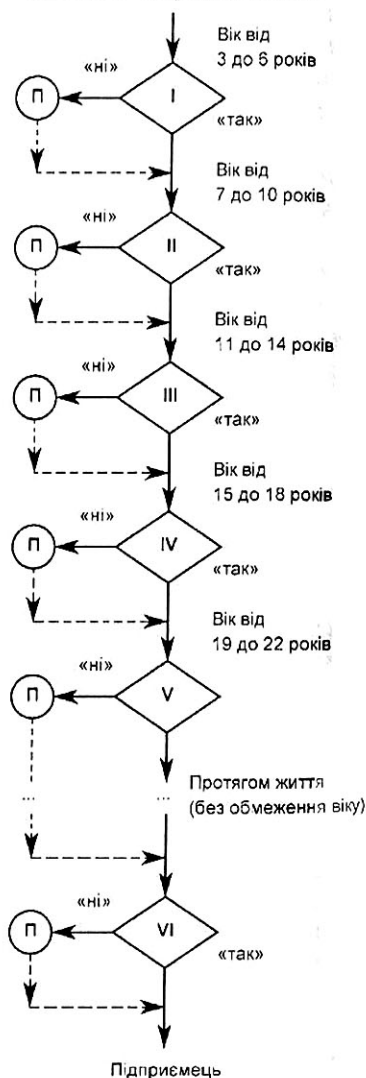 Вік від
3 до 6 років
«ні»
П
I
«так»
Вік від
7 до 10 років
«ні»
П
II
«так»
Вік від
11 до 14 років
«ні»
П
III
«так»
Вік від
15 до 18 років
«ні»
П
IV
«так»
Вік від
19 до 22 років
«ні»
П
V
Протягом життя
...
...
(без обмеження віку)
«ні»
П
VI
«так»
Підприємець